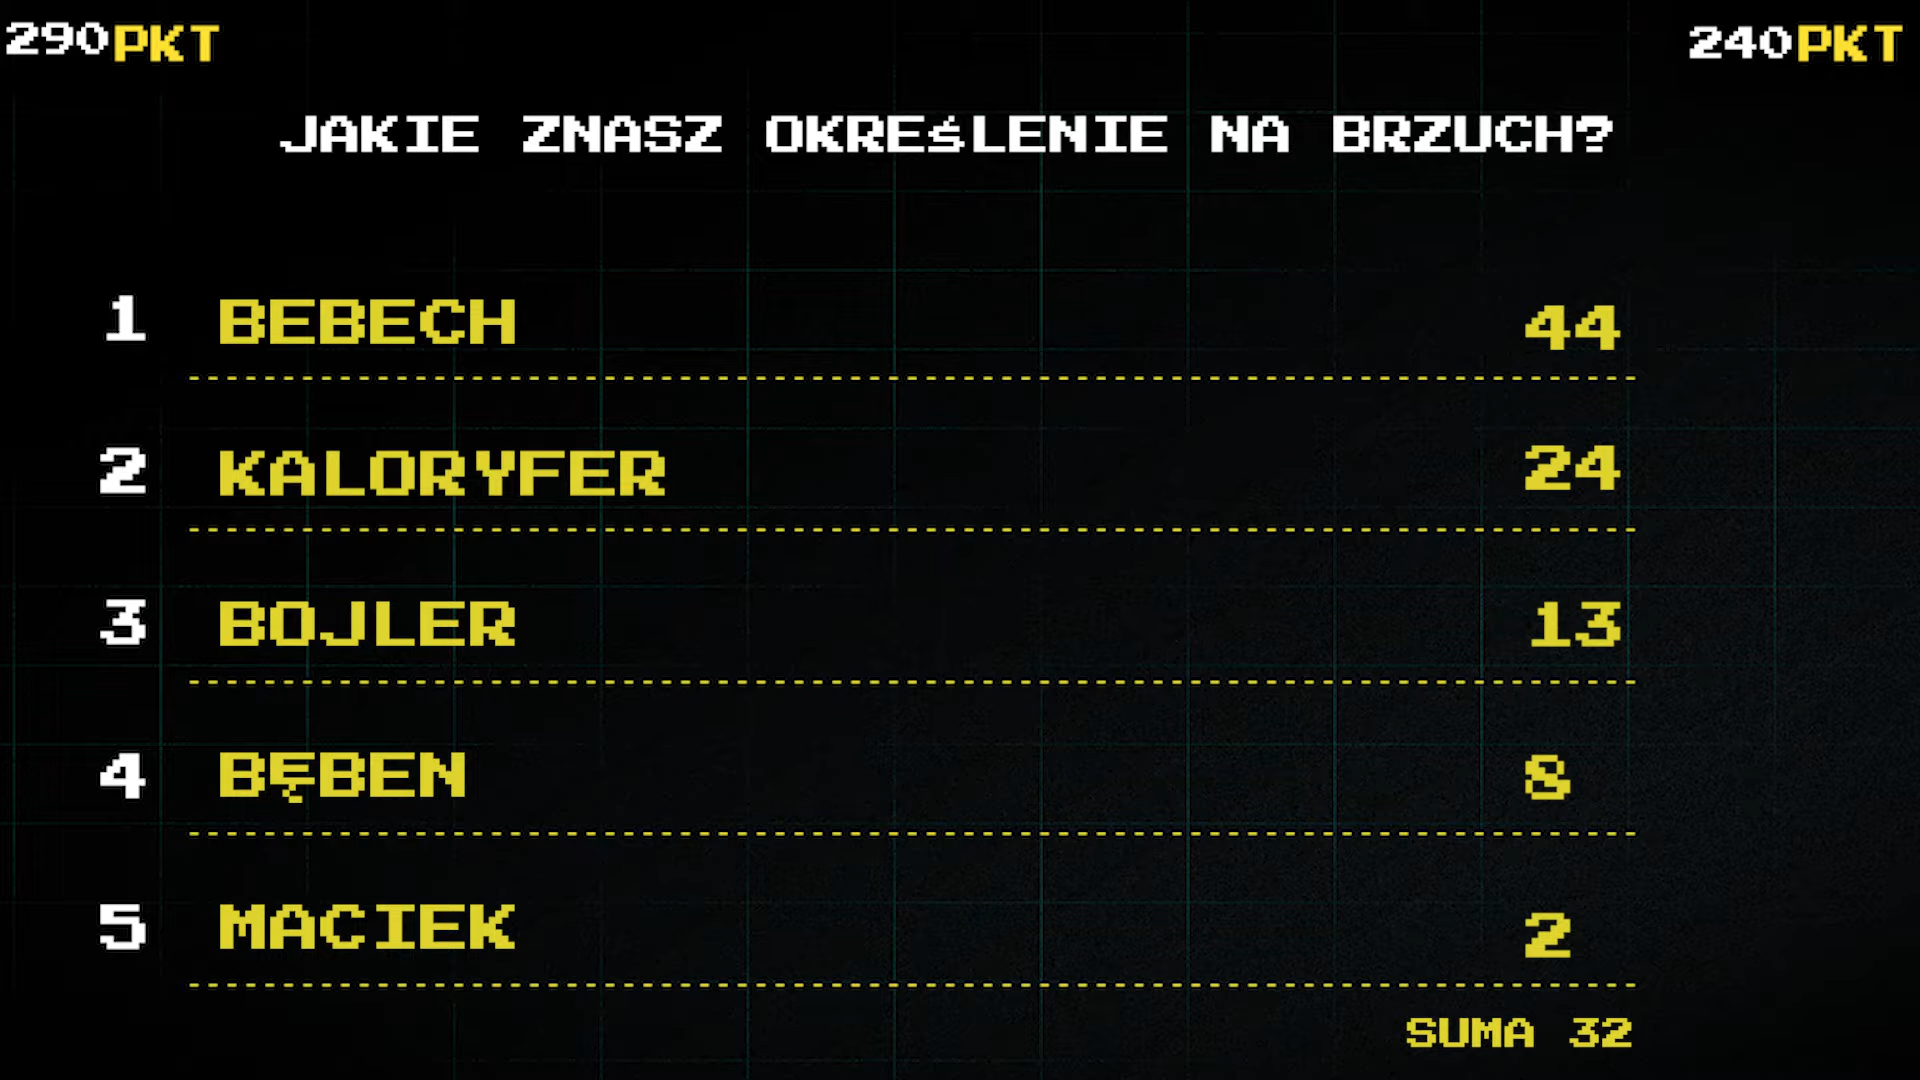 290PKT 240PKT
JAKIE ZNASZ OKREśLENIE NA BRZUCH?
1 BEBECH 44
2 KALORYFER 24
3 BOJLER 13
4 BĘBEN 8
5 MACIEK 2
SUMA 32